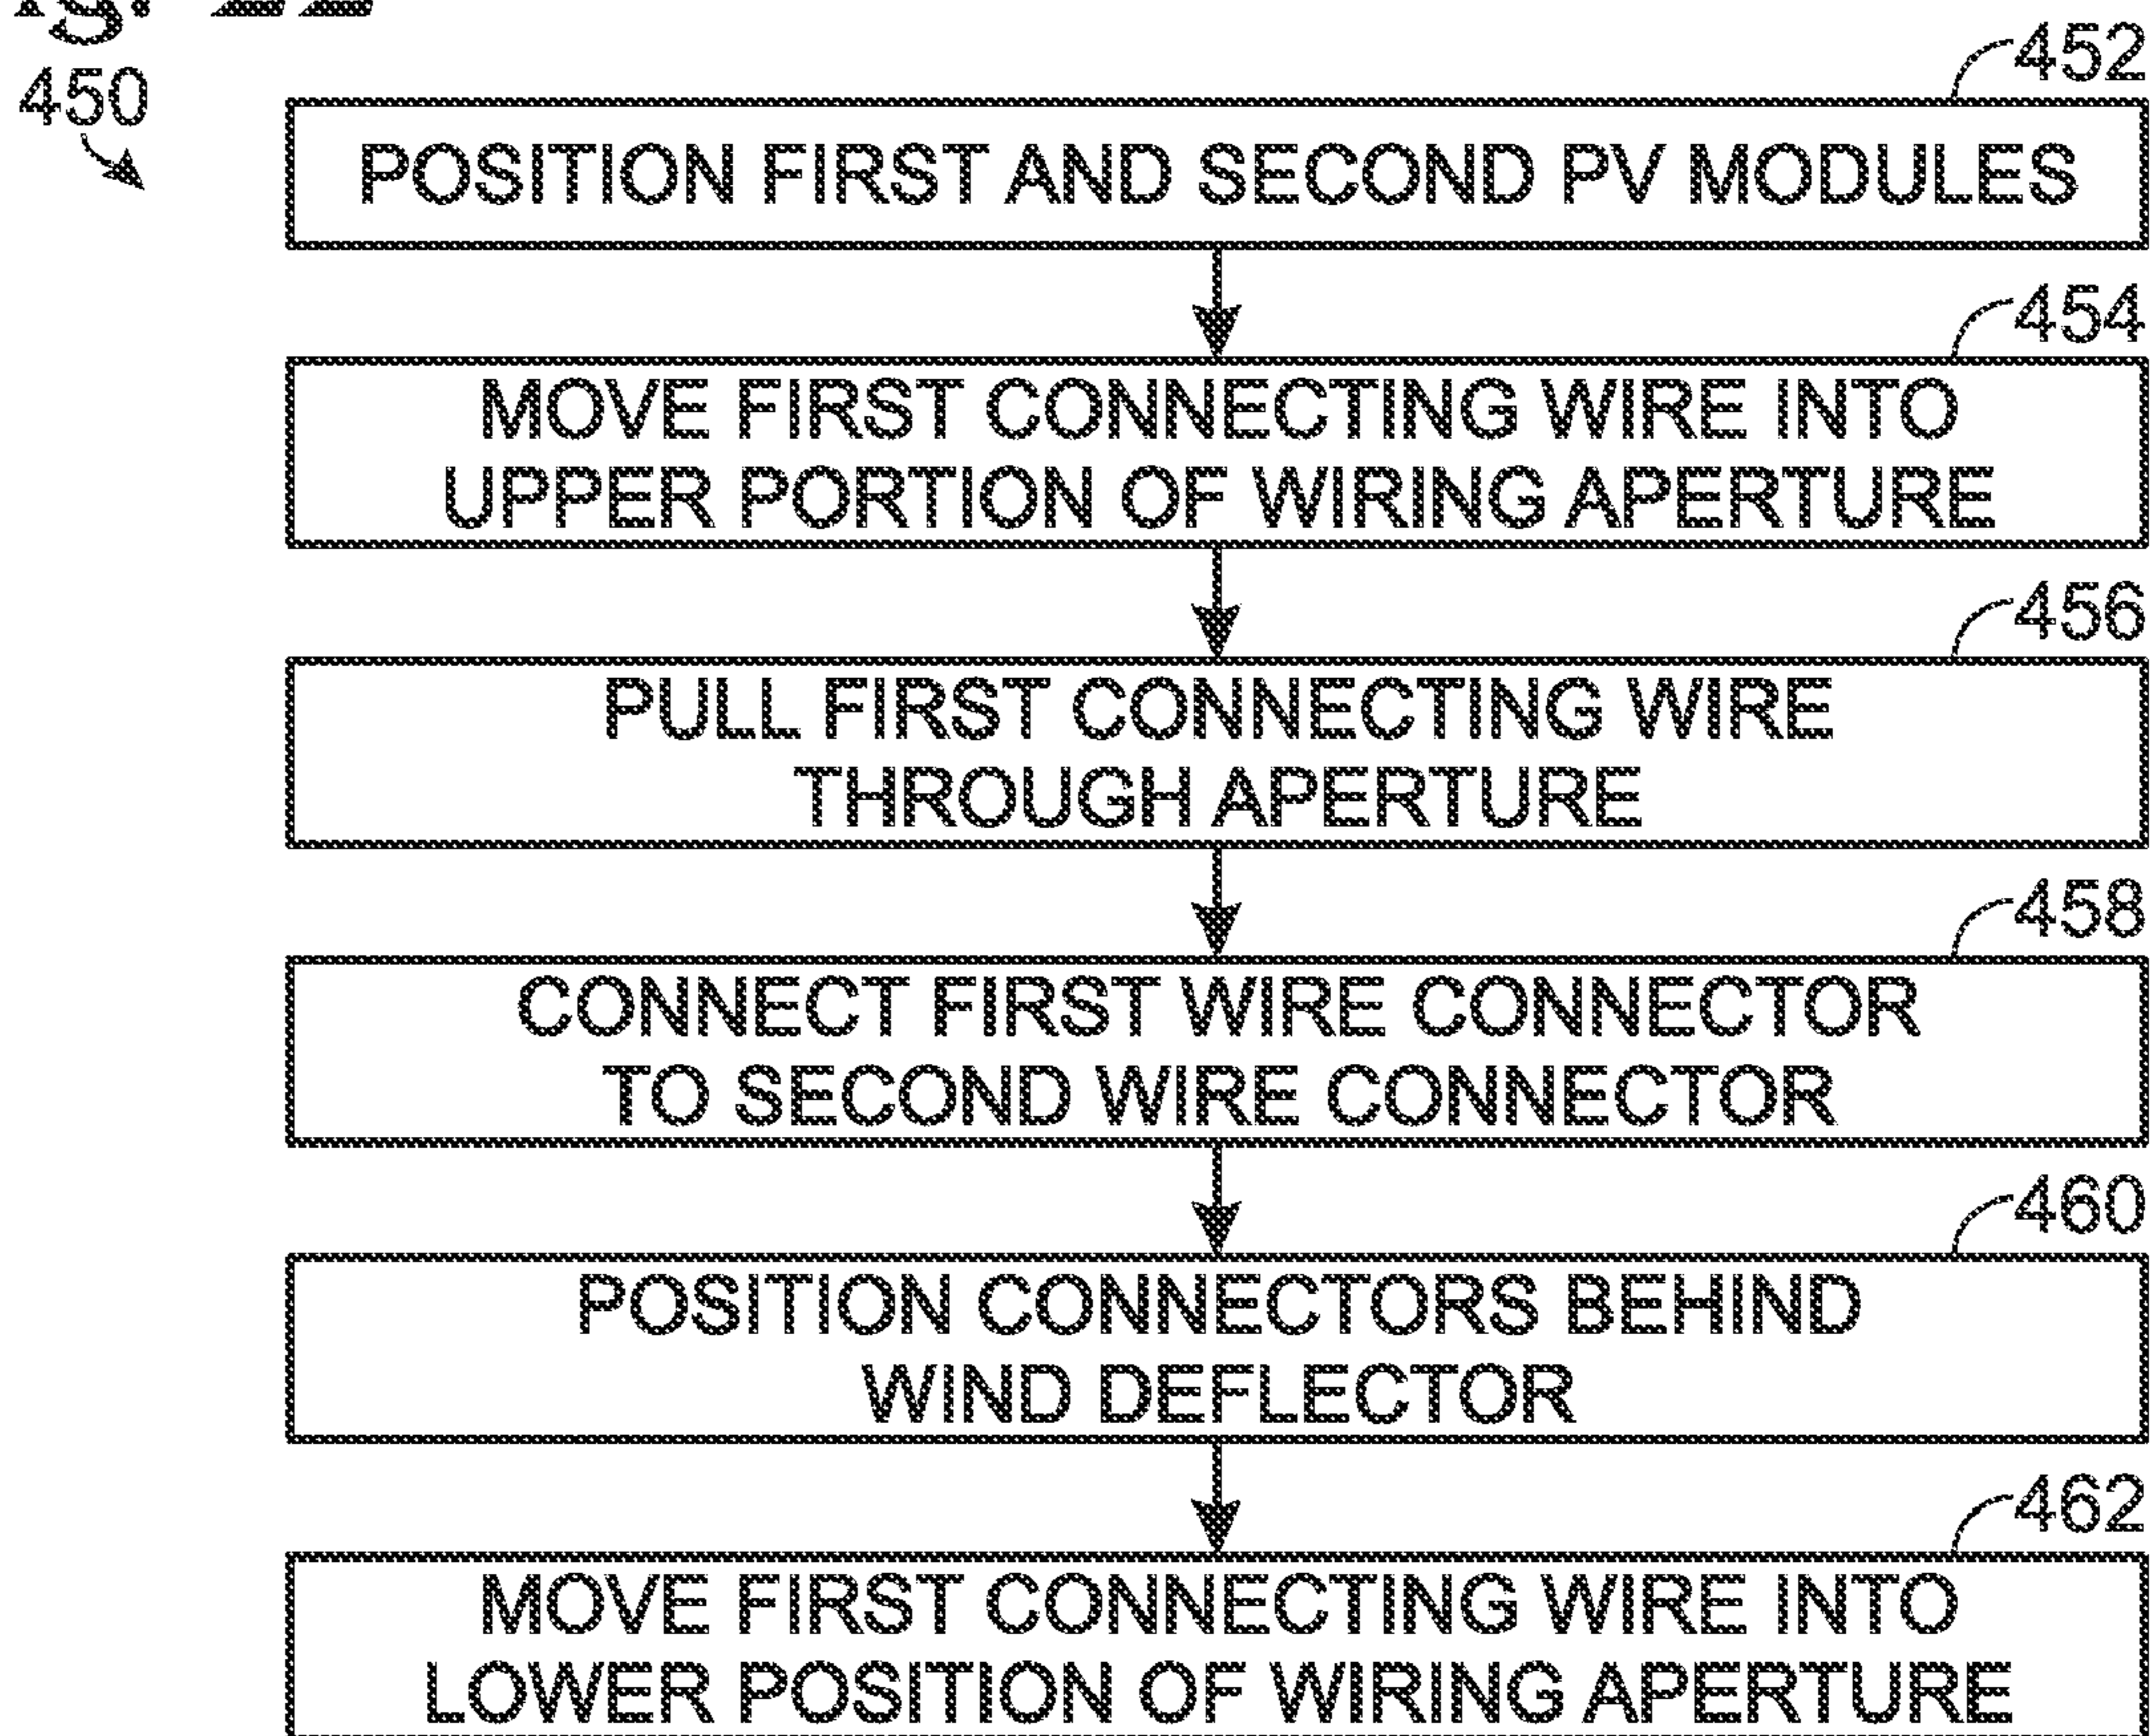 450
452
POSITION FIRST AND SECOND PV MODULES
454
MOVE FIRST CONNECTING WIRE INTO
UPPER PORTION OF WIRING APERTURE
456
PULL FIRST CONNECTING WIRE
THROUGH APERTURE
458
CONNECT FIRST WIRE CONNECTOR
TO SECOND WIRE CONNECTOR
460
POSITION CONNECTORS BEHIND
WIND DEFLECTOR
462
MOVE FIRST CONNECTING WIRE INTO
LOWER POSITION OF WIRING APERTURE